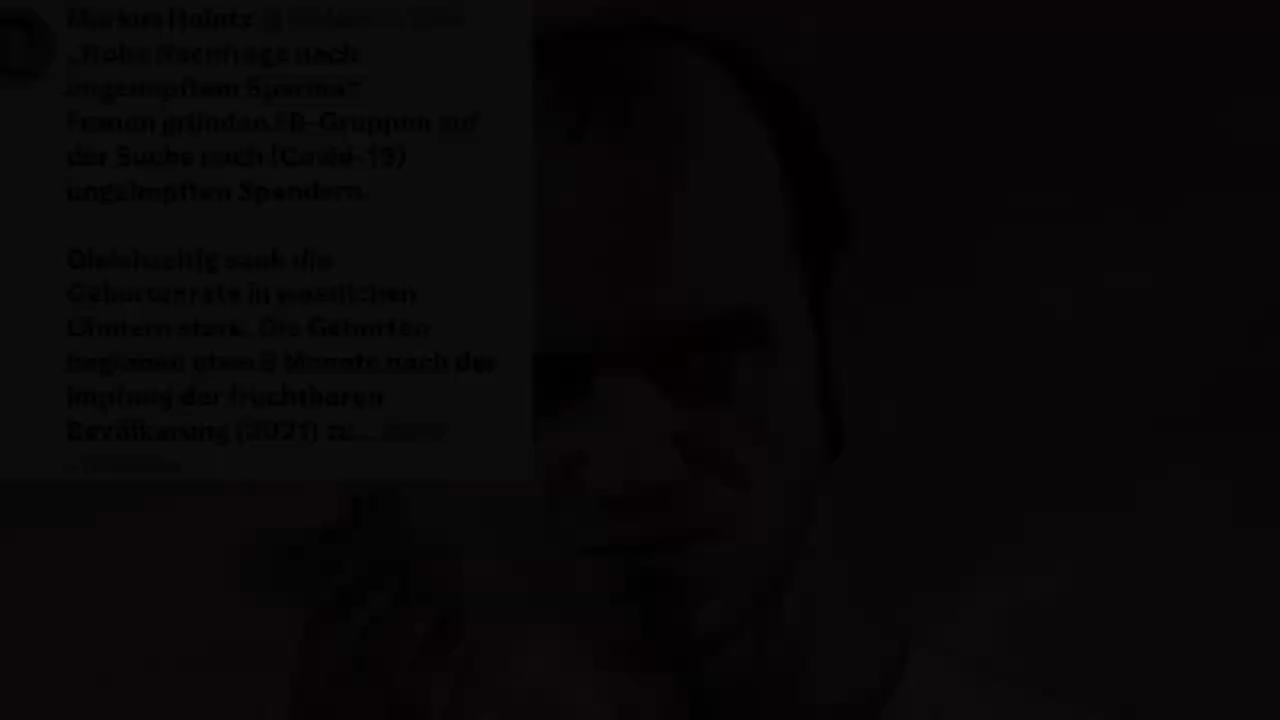 Markus Haintz
„Hohe Nachfrage nach
ungeimpftem Sperma“
Frauen gründen FB-Gruppen auf
der Suche nach (Covid-19)
ungeimpften Spendern.
Gleichzeitig sank die
Geburtenrate in westlichen
Ländern stark. Die Geburten
begannen etwa 9 Monate nach der
Impfung der fruchtbaren
Bevölkerung (2021) zu...